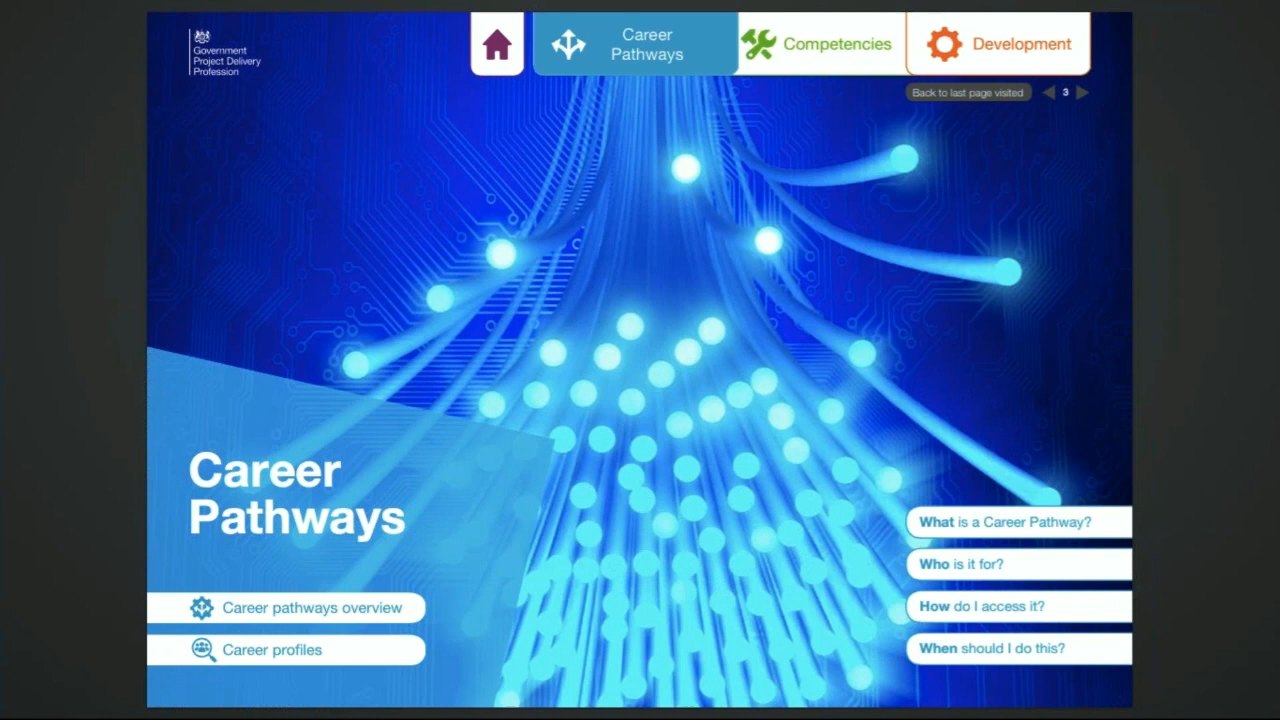 Government
Project Delivery
Profession
Career
Pathways
Competencies
Development
Back to last page visited
3
Career
Pathways
Career pathways overview
Career profiles
What is a Career Pathway?
Who is it for?
How do I access it?
When should I do this?